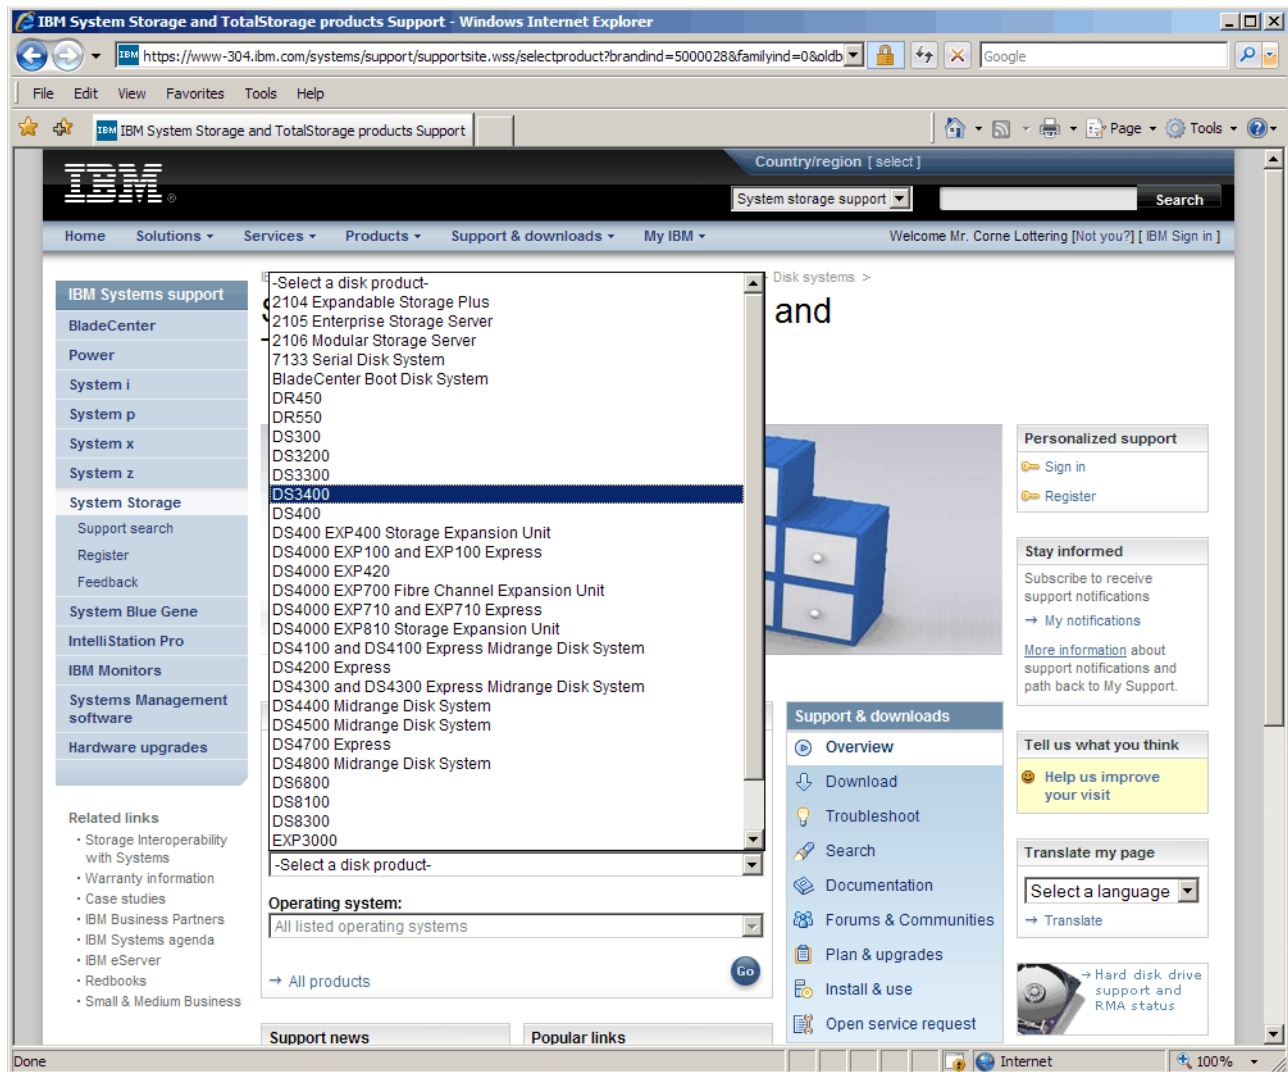 IBM System Storage and TotalStorage products Support - Windows Internet Explorer
https://www-304.ibm.com/systems/support/supportsite.wss/selectproduct?brandind=5000028&familyind=0&oldb
Google
File Edit View Favorites Tools Help
IBM System Storage and TotalStorage products Support
Page Tools
Country/region [ select ]
IBM ®
System storage support
Search
Home Solutions Services Products Support & downloads My IBM
Welcome Mr. Corne Lottering [Not you?] [ IBM Sign in ]
Disk systems >
and
IBM Systems support
BladeCenter
Power
System i
System p
System x
System z
System Storage
Support search
Register
Feedback
System Blue Gene
IntelliStation Pro
IBM Monitors
Systems Management
software
Hardware upgrades
Related links
• Storage Interoperability
with Systems
• Warranty information
• Case studies
• IBM Business Partners
• IBM Systems agenda
• IBM eServer
• Redbooks
• Small & Medium Business
-Select a disk product-
2104 Expandable Storage Plus
2105 Enterprise Storage Server
2106 Modular Storage Server
7133 Serial Disk System
BladeCenter Boot Disk System
DR450
DR550
DS300
DS3200
DS3300
DS3400
DS400
DS400 EXP400 Storage Expansion Unit
DS4000 EXP100 and EXP100 Express
DS4000 EXP420
DS4000 EXP700 Fibre Channel Expansion Unit
DS4000 EXP710 and EXP710 Express
DS4000 EXP810 Storage Expansion Unit
DS4100 and DS4100 Express Midrange Disk System
DS4200 Express
DS4300 and DS4300 Express Midrange Disk System
DS4400 Midrange Disk System
DS4500 Midrange Disk System
DS4700 Express
DS4800 Midrange Disk System
DS6800
DS8100
DS8300
EXP3000
-Select a disk product-
Operating system:
All listed operating systems
→ All products
Go
Support news
Popular links
Support & downloads
Overview
Download
Troubleshoot
Search
Documentation
Forums & Communities
Plan & upgrades
Install & use
Open service request
Personalized support
Sign in
Register
Stay informed
Subscribe to receive
support notifications
→ My notifications
More information about
support notifications and
path back to My Support.
Tell us what you think
Help us improve
your visit
Translate my page
Select a language
→ Translate
→ Hard disk drive
support and
RMA status
Done
Internet
100%